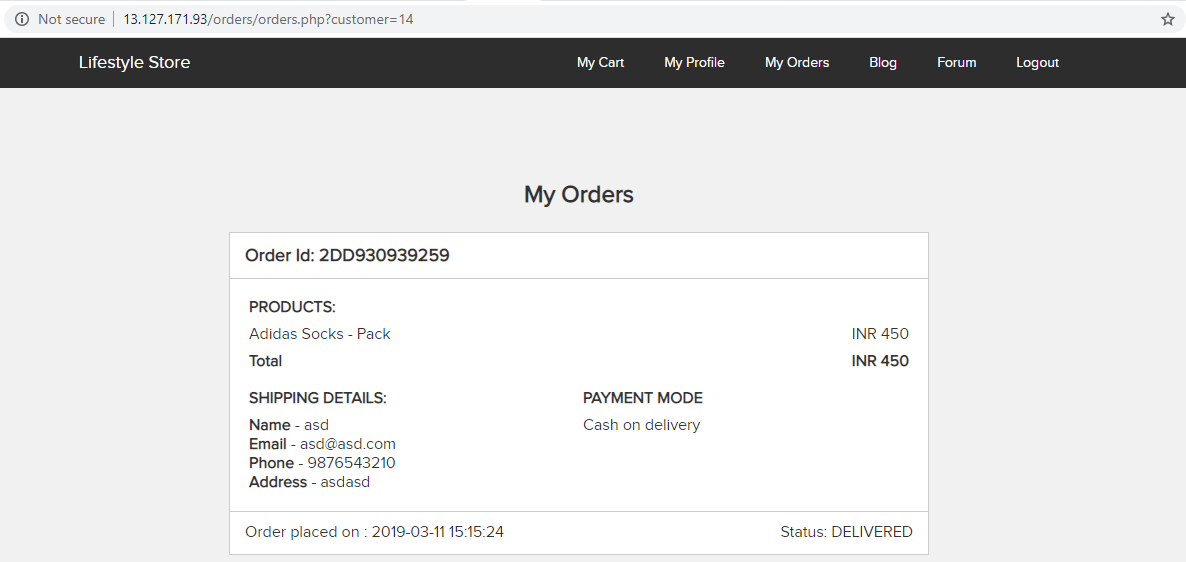 Not secure | 13.127.171.93/orders/orders.php?customer=14
Lifestyle Store My Cart My Profile My Orders Blog Forum Logout
My Orders
Order Id: 2DD930939259
PRODUCTS:
Adidas Socks - Pack INR 450
Total INR 450
SHIPPING DETAILS: PAYMENT MODE
Name - asd Cash on delivery
Email - asd@asd.com
Phone - 9876543210
Address - asdasd
Order placed on : 2019-03-11 15:15:24 Status: DELIVERED